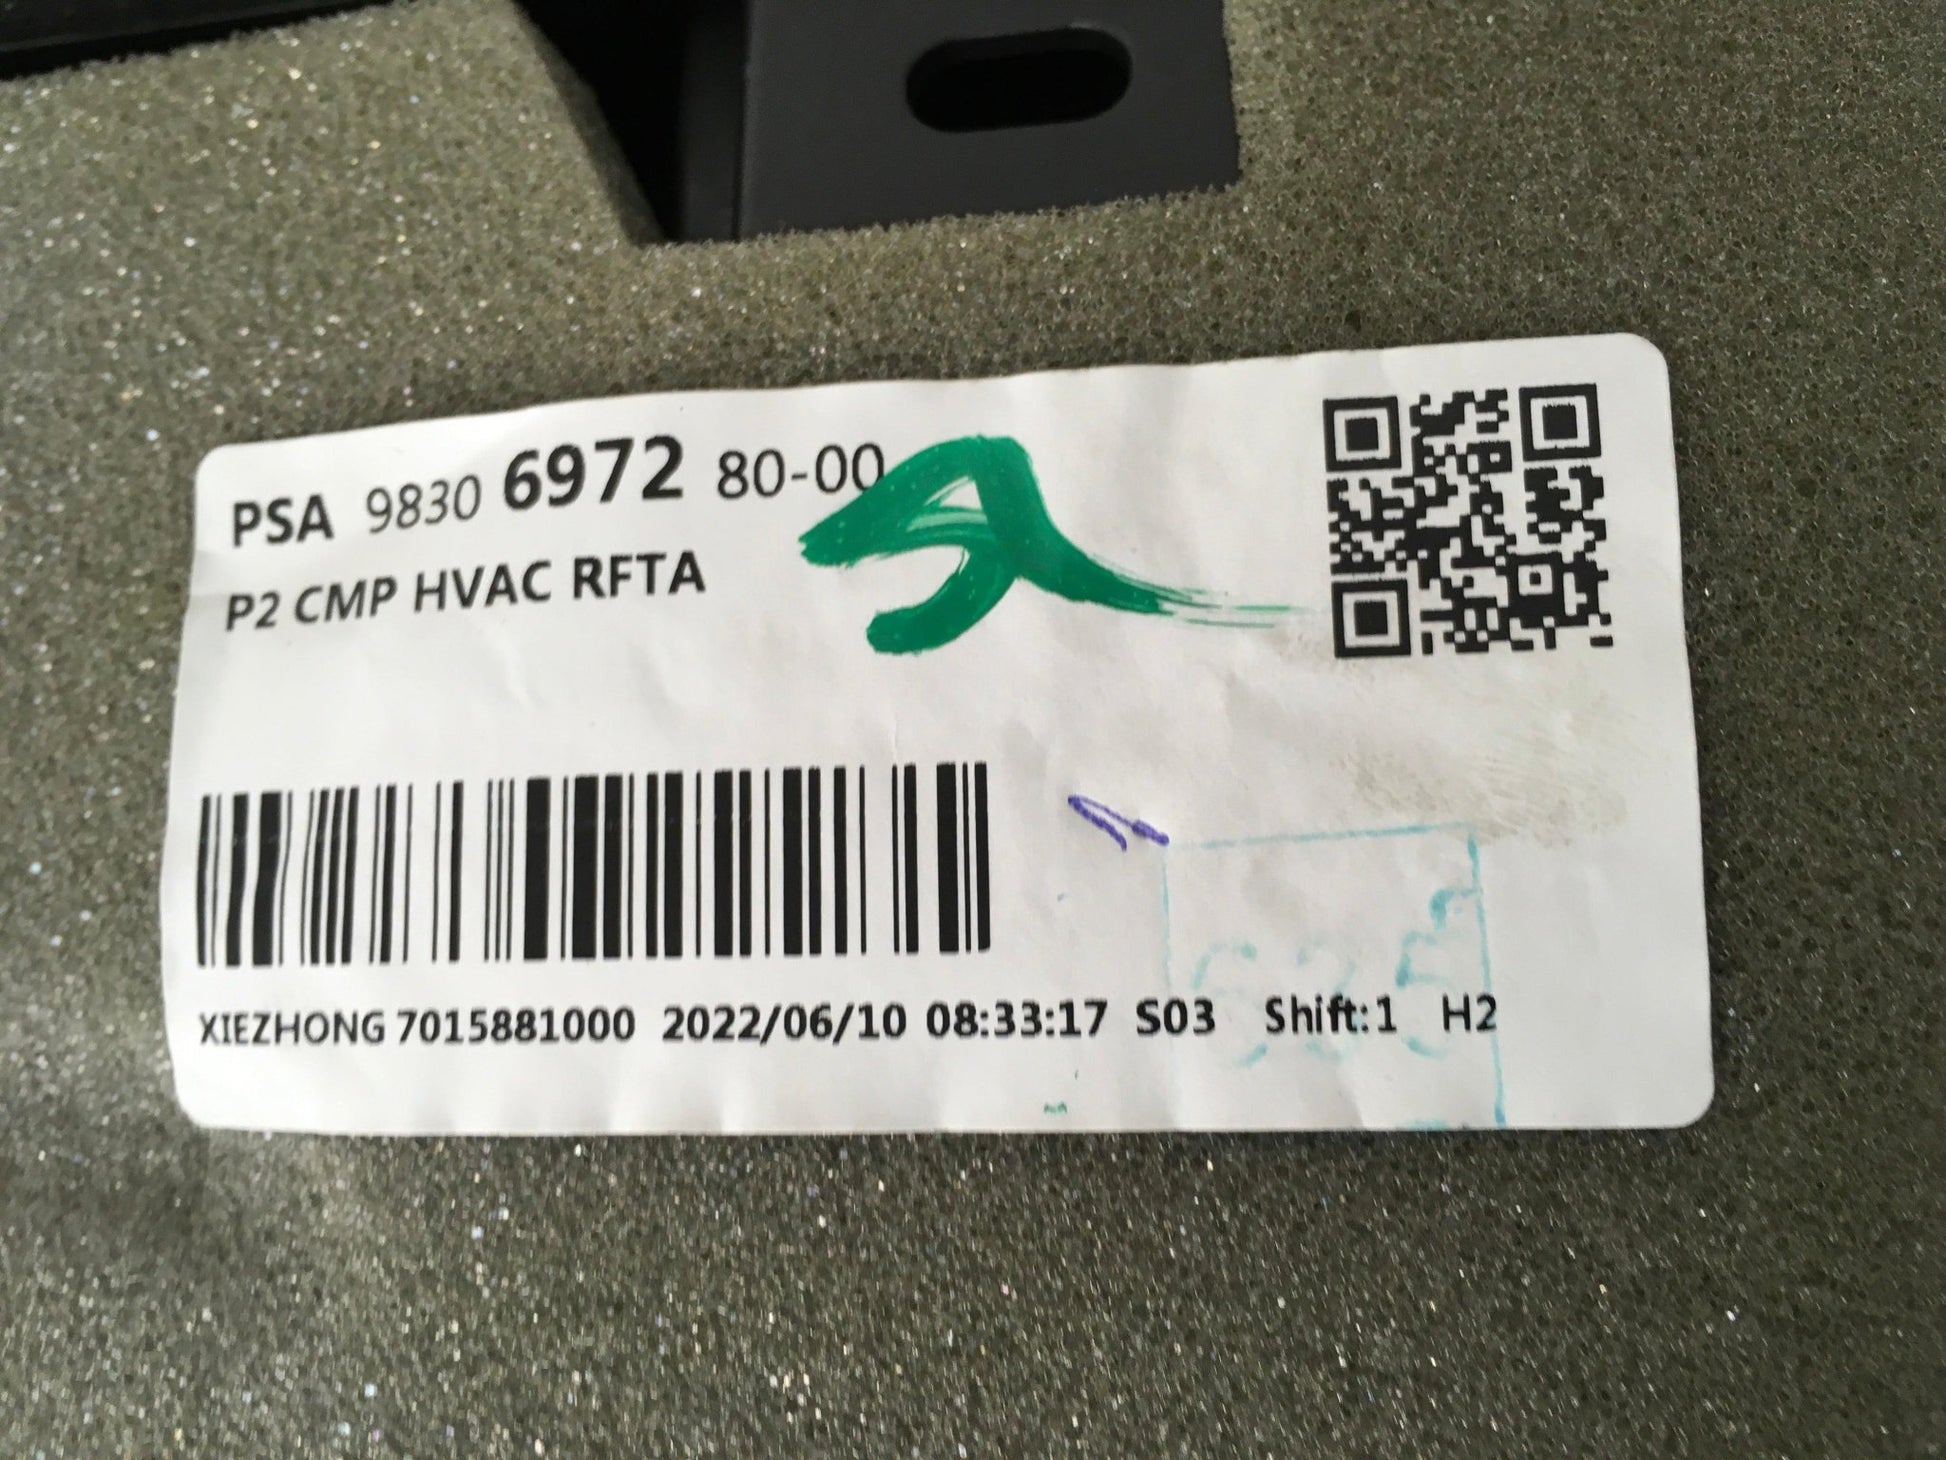 PSA 9830 6972 80-00
P2 CMP HVAC RFTA
XIEZHONG 7015881000 2022/06/10 08:33:17 S03 Shift:1 H2